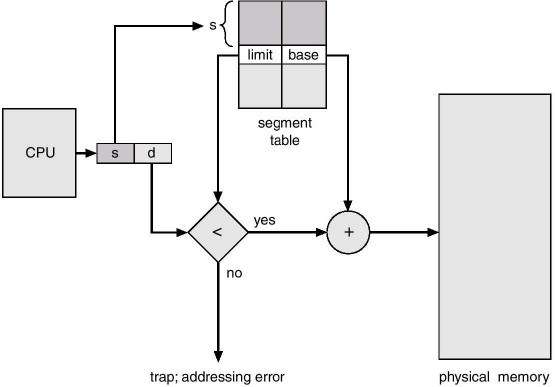 s
limit base
segment
table
CPU
s d
<
yes
+
no
trap; addressing error
physical memory